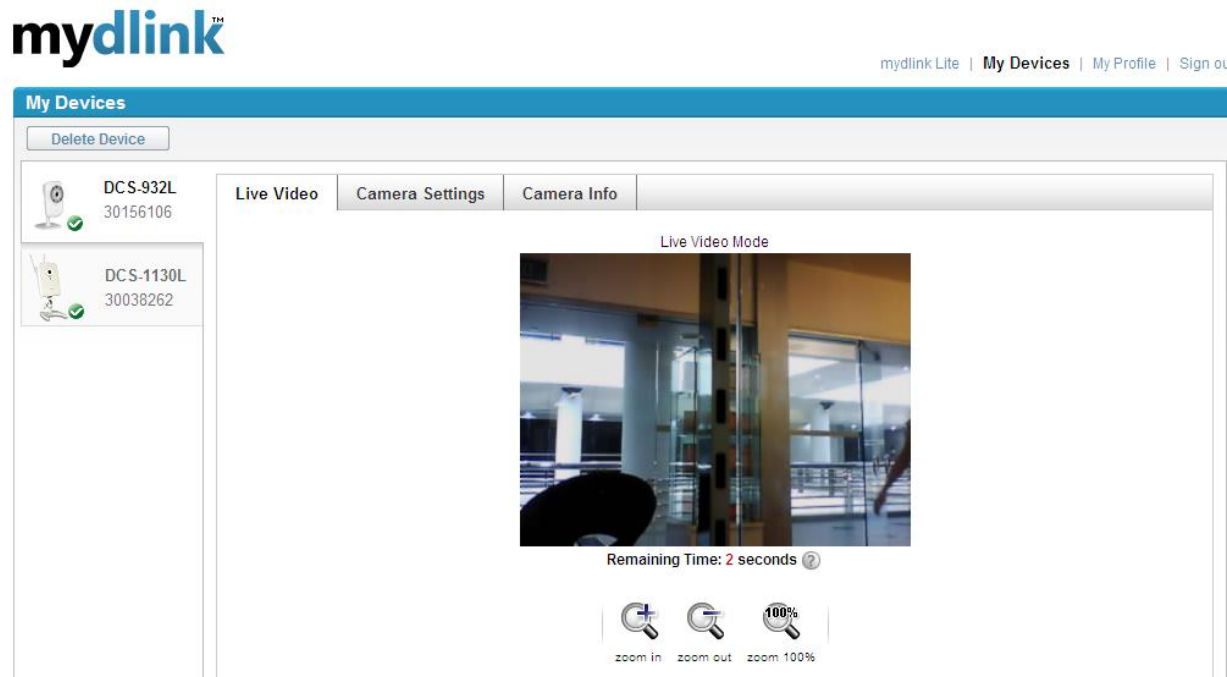 mydlink™
mydlink Lite | My Devices | My Profile | Sign ou
My Devices
Delete Device
DCS-932L
30156106
DCS-1130L
30038262
Live Video
Camera Settings
Camera Info
Live Video Mode
Remaining Time: 2 seconds ?
100%
zoom in
zoom out
zoom 100%